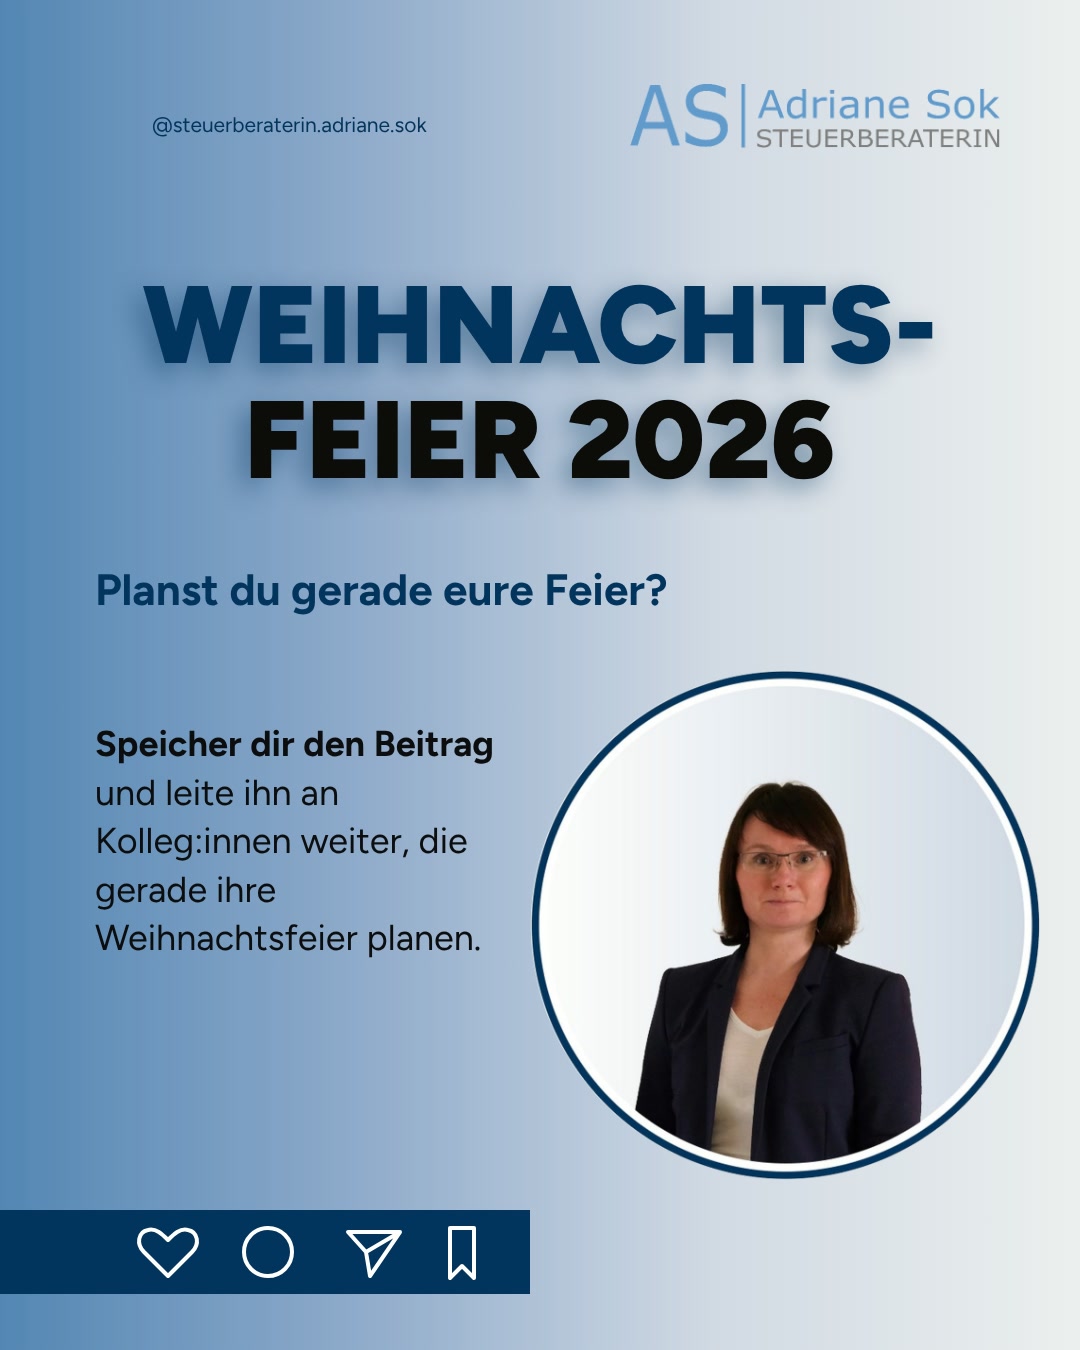 @steuerberaterin.adriane.sok
AS | Adriane Sok
STEUERBERATERIN
WEIHNACHTS-
FEIER 2026
Planst du gerade eure Feier?
Speicher dir den Beitrag
und leite ihn an
Kolleg:innen weiter, die
gerade ihre
Weihnachtsfeier planen.